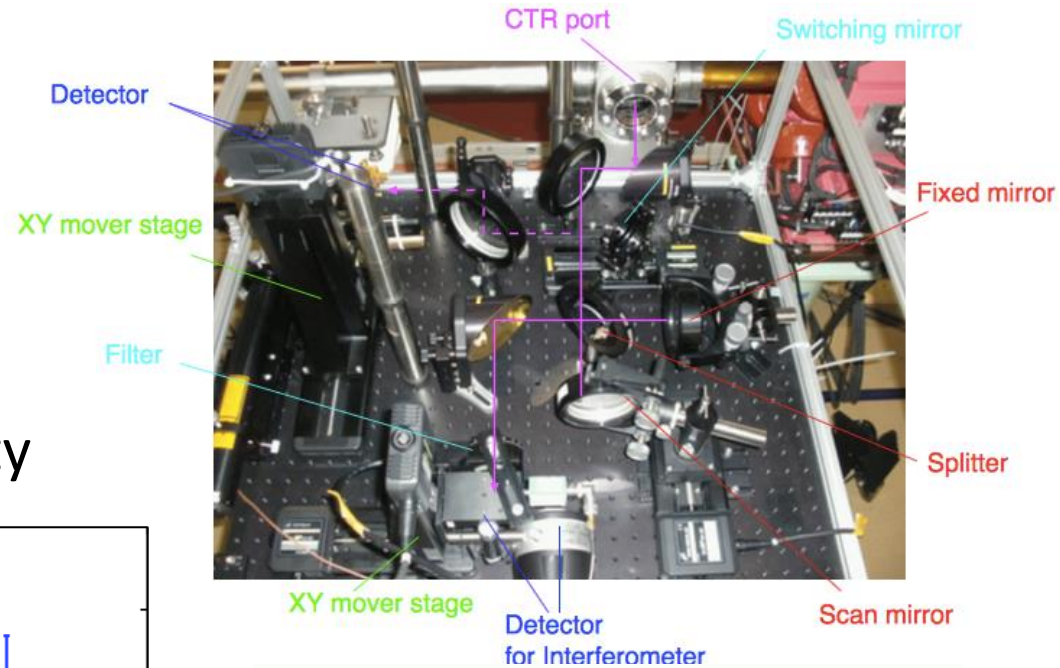 CTR port
Switching mirror
Detector
Fixed mirror
XY mover stage
Filter
ty
Splitter
XY mover stage
Scan mirror
Detector
for Interferometer